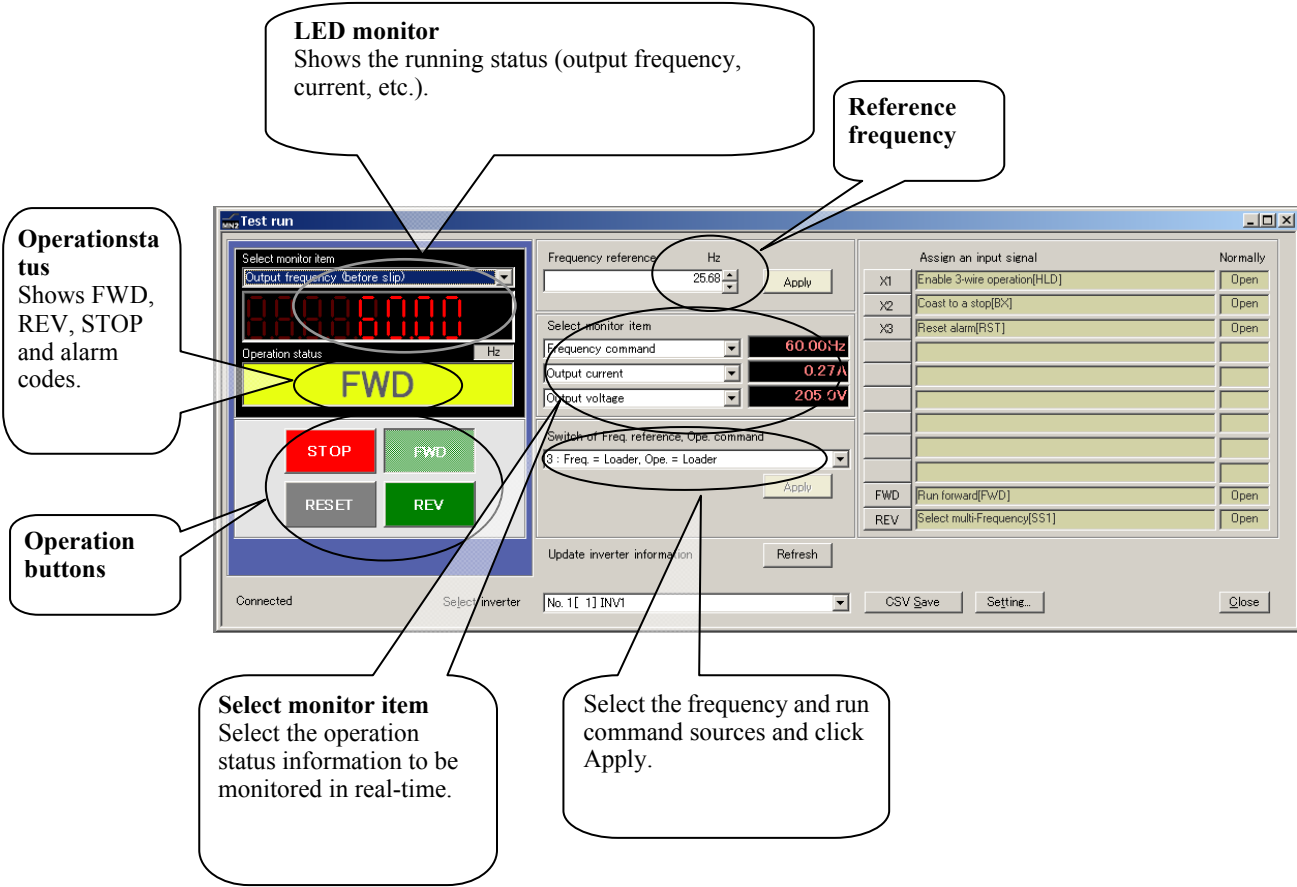 LED monitor
Shows the running status (output frequency,
current, etc.).
Reference
frequency
Operationsta
tus
Shows FWD,
REV, STOP
and alarm
codes.
Operation
buttons
MN2 Test run
Select monitor item
Output frequency (before slip)
60.00
Operation status
Hz
FWD
STOP
FWD
RESET
REV
Frequency reference
Hz
25.68
Apply
Select monitor item
Frequency command
60.00Hz
Output current
0.27A
Output voltage
205.0V
Switch of Freq. reference, Ope. command
3 : Freq. = Loader, Ope. = Loader
Apply
Update inverter information
Refresh
Assign an input signal
Normally
X1
Enable 3-wire operation[HLD]
Open
X2
Coast to a stop[BX]
Open
X3
Reset alarm[RST]
Open
FWD
Run forward[FWD]
Open
REV
Select multi-Frequency[SS1]
Open
Connected
Select inverter
No. 1[ 1] INV1
CSV Save
Setting...
Close
Select monitor item
Select the operation
status information to be
monitored in real-time.
Select the frequency and run
command sources and click
Apply.